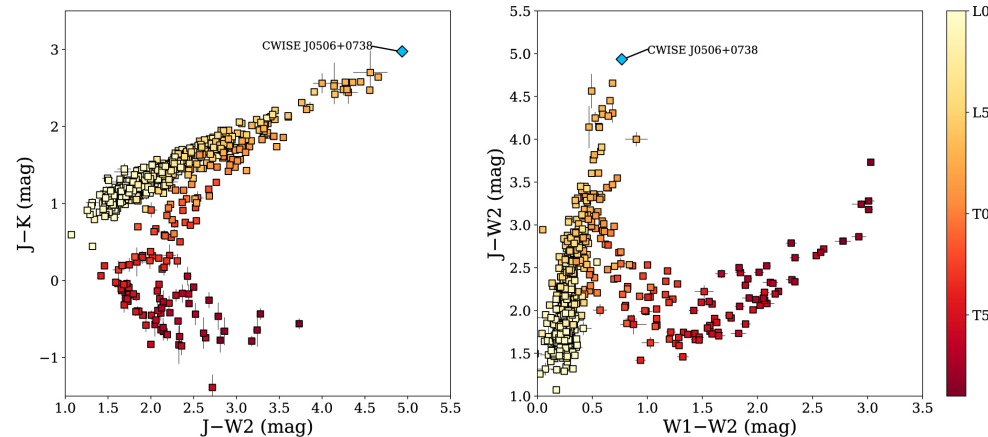 CWISE J0506+0738
3
2
1
0
−1
J−K (mag)
1.0 1.5 2.0 2.5 3.0 3.5 4.0 4.5 5.0 5.5
J−W2 (mag)
CWISE J0506+0738
5.5
5.0
4.5
4.0
3.5
3.0
2.5
2.0
1.5
1.0
J−W2 (mag)
0.0 0.5 1.0 1.5 2.0 2.5 3.0 3.5
W1−W2 (mag)
L0
L5
T0
T5